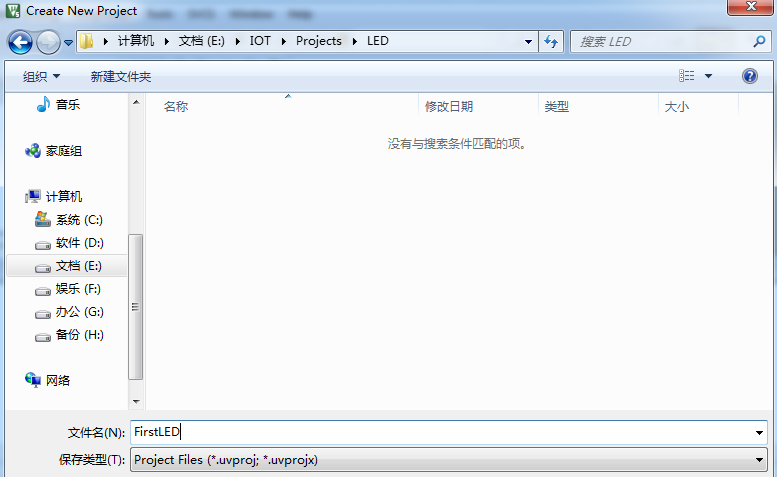 Create New Project
计算机 文档 (E:) IOT Projects LED 搜索 LED
组织 新建文件夹
名称 修改日期 类型 大小
没有与搜索条件匹配的项。
音乐
家庭组
计算机
系统 (C:)
软件 (D:)
文档 (E:)
娱乐 (F:)
办公 (G:)
备份 (H:)
网络
文件名(N): FirstLED
保存类型(T): Project Files (*.uvproj; *.uvprojx)